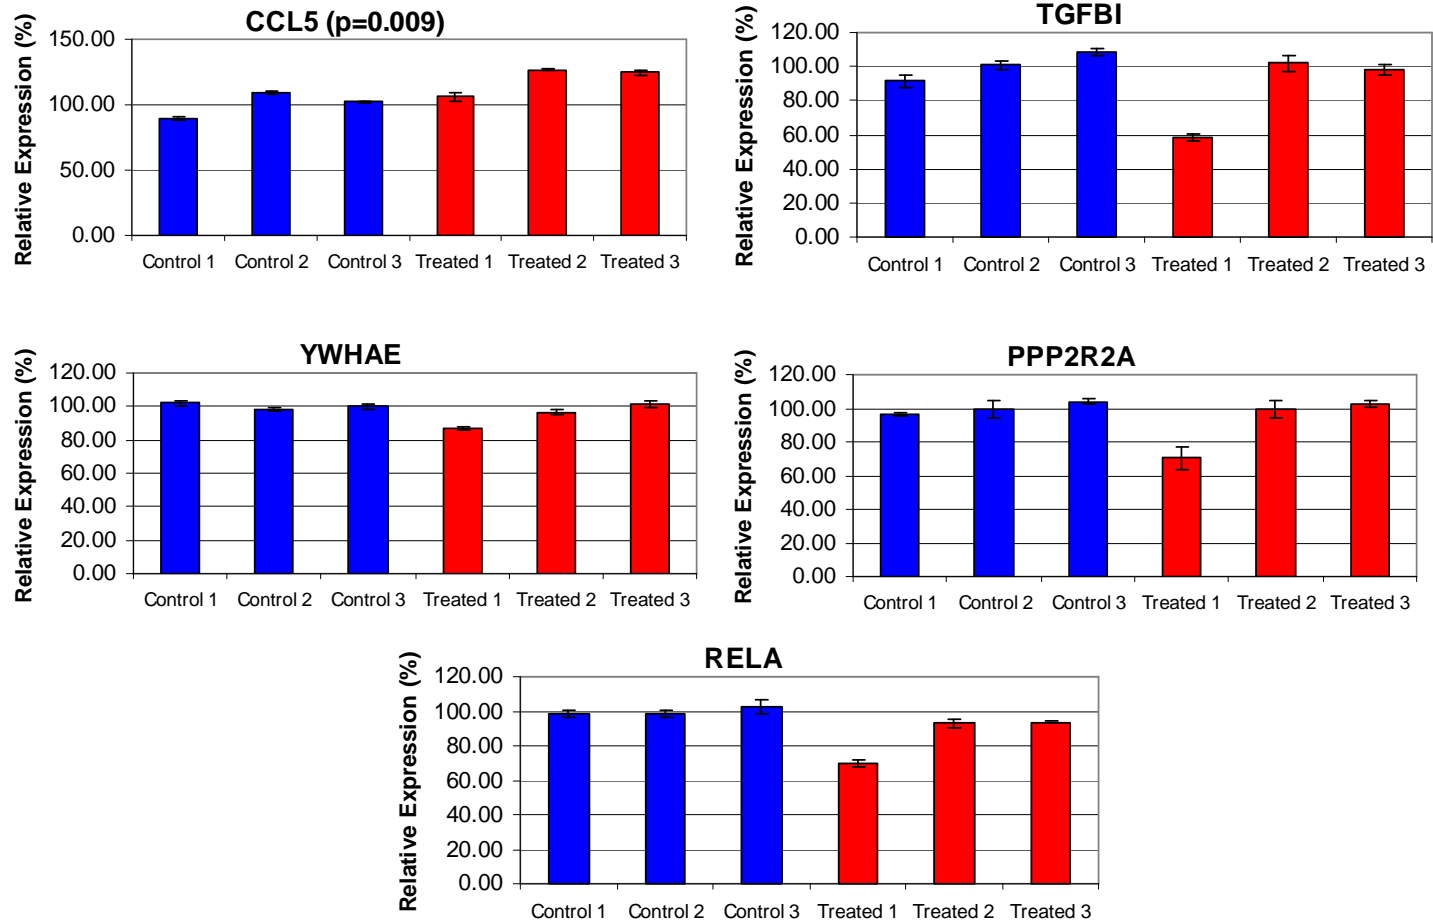 CCL5 (p=0.009)
Relative Expression (%)
150.00
100.00
50.00
0.00
Control 1 Control 2 Control 3 Treated 1 Treated 2 Treated 3
TGFBI
Relative Expression (%)
120.00
100.00
80.00
60.00
40.00
20.00
0.00
Control 1 Control 2 Control 3 Treated 1 Treated 2 Treated 3
YWHAE
Relative Expression (%)
120.00
100.00
80.00
60.00
40.00
20.00
0.00
Control 1 Control 2 Control 3 Treated 1 Treated 2 Treated 3
PPP2R2A
Relative Expression (%)
120.00
100.00
80.00
60.00
40.00
20.00
0.00
Control 1 Control 2 Control 3 Treated 1 Treated 2 Treated 3
RELA
Relative Expression (%)
120.00
100.00
80.00
60.00
40.00
20.00
0.00
Control 1 Control 2 Control 3 Treated 1 Treated 2 Treated 3